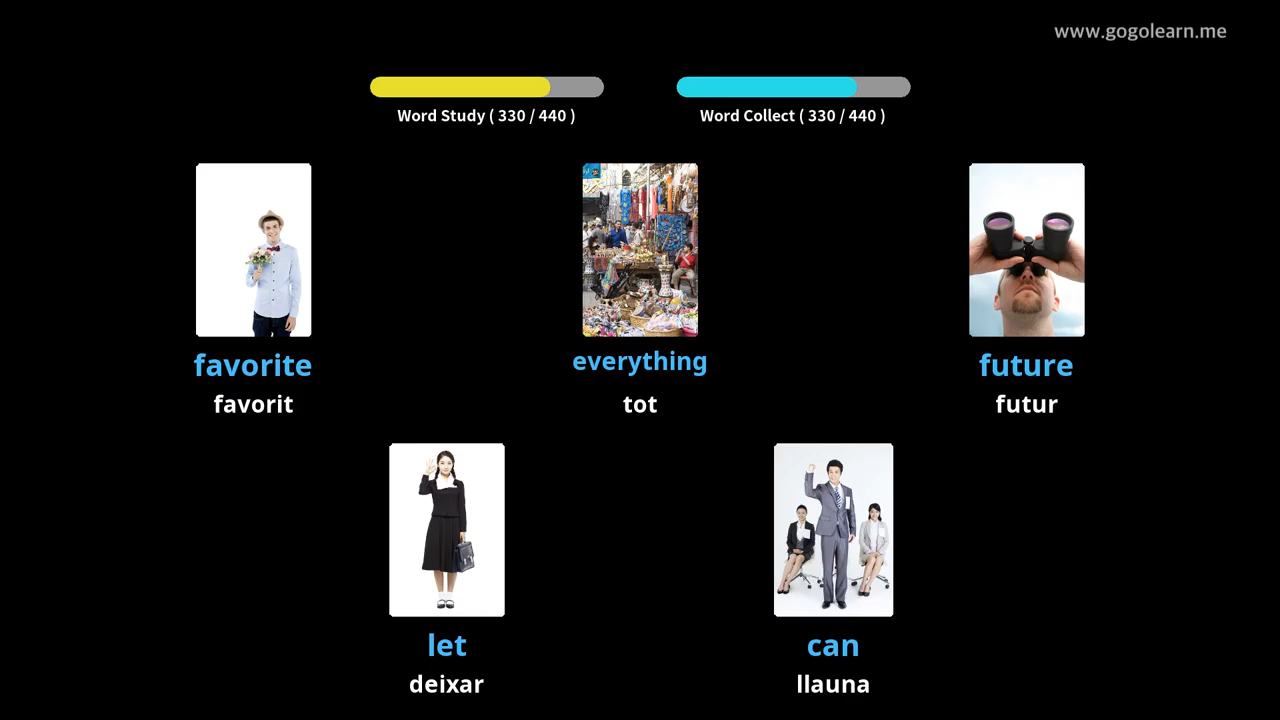 www.gogolearn.me
Word Study ( 330 / 440 )
Word Collect ( 330 / 440 )
favorite
favorit
everything
tot
future
futur
let
deixar
can
llauna